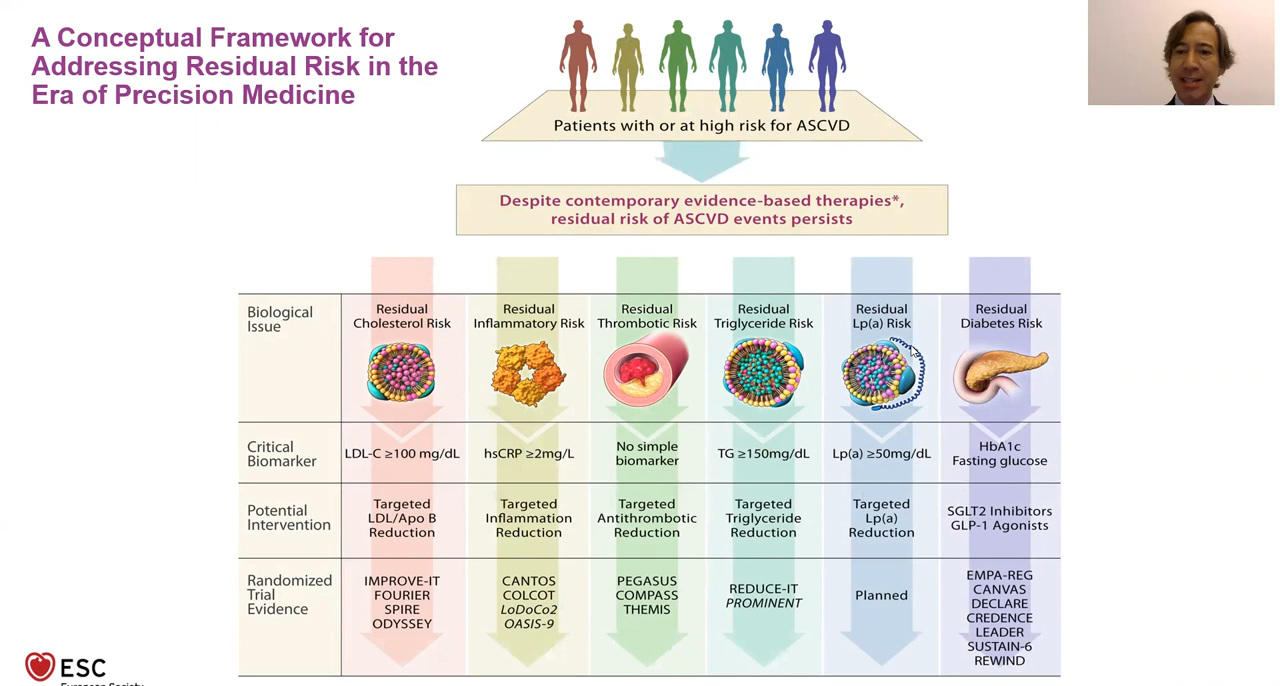 A Conceptual Framework for
Addressing Residual Risk in the
Era of Precision Medicine
Patients with or at high risk for ASCVD
Despite contemporary evidence-based therapies*,
residual risk of ASCVD events persists
Biological
Issue
Residual
Cholesterol Risk
Residual
Inflammatory Risk
Residual
Thrombotic Risk
Residual
Triglyceride Risk
Residual
Lp(a) Risk
Residual
Diabetes Risk
Critical
Biomarker
LDL-C ≥100 mg/dL
hsCRP ≥2mg/L
No simple
biomarker
TG ≥150mg/dL
Lp(a) ≥50mg/dL
HbA1c
Fasting glucose
Potential
Intervention
Targeted
LDL/Apo B
Reduction
Targeted
Inflammation
Reduction
Targeted
Antithrombotic
Reduction
Targeted
Triglyceride
Reduction
Targeted
Lp(a)
Reduction
SGLT2 Inhibitors
GLP-1 Agonists
Randomized
Trial
Evidence
IMPROVE-IT
FOURIER
SPIRE
ODYSSEY
CANTOS
COLCOT
LoDoCo2
OASIS-9
PEGASUS
COMPASS
THEMIS
REDUCE-IT
PROMINENT
Planned
EMPA-REG
CANVAS
DECLARE
CREDENCE
LEADER
SUSTAIN-6
REWIND
ESC
European Society